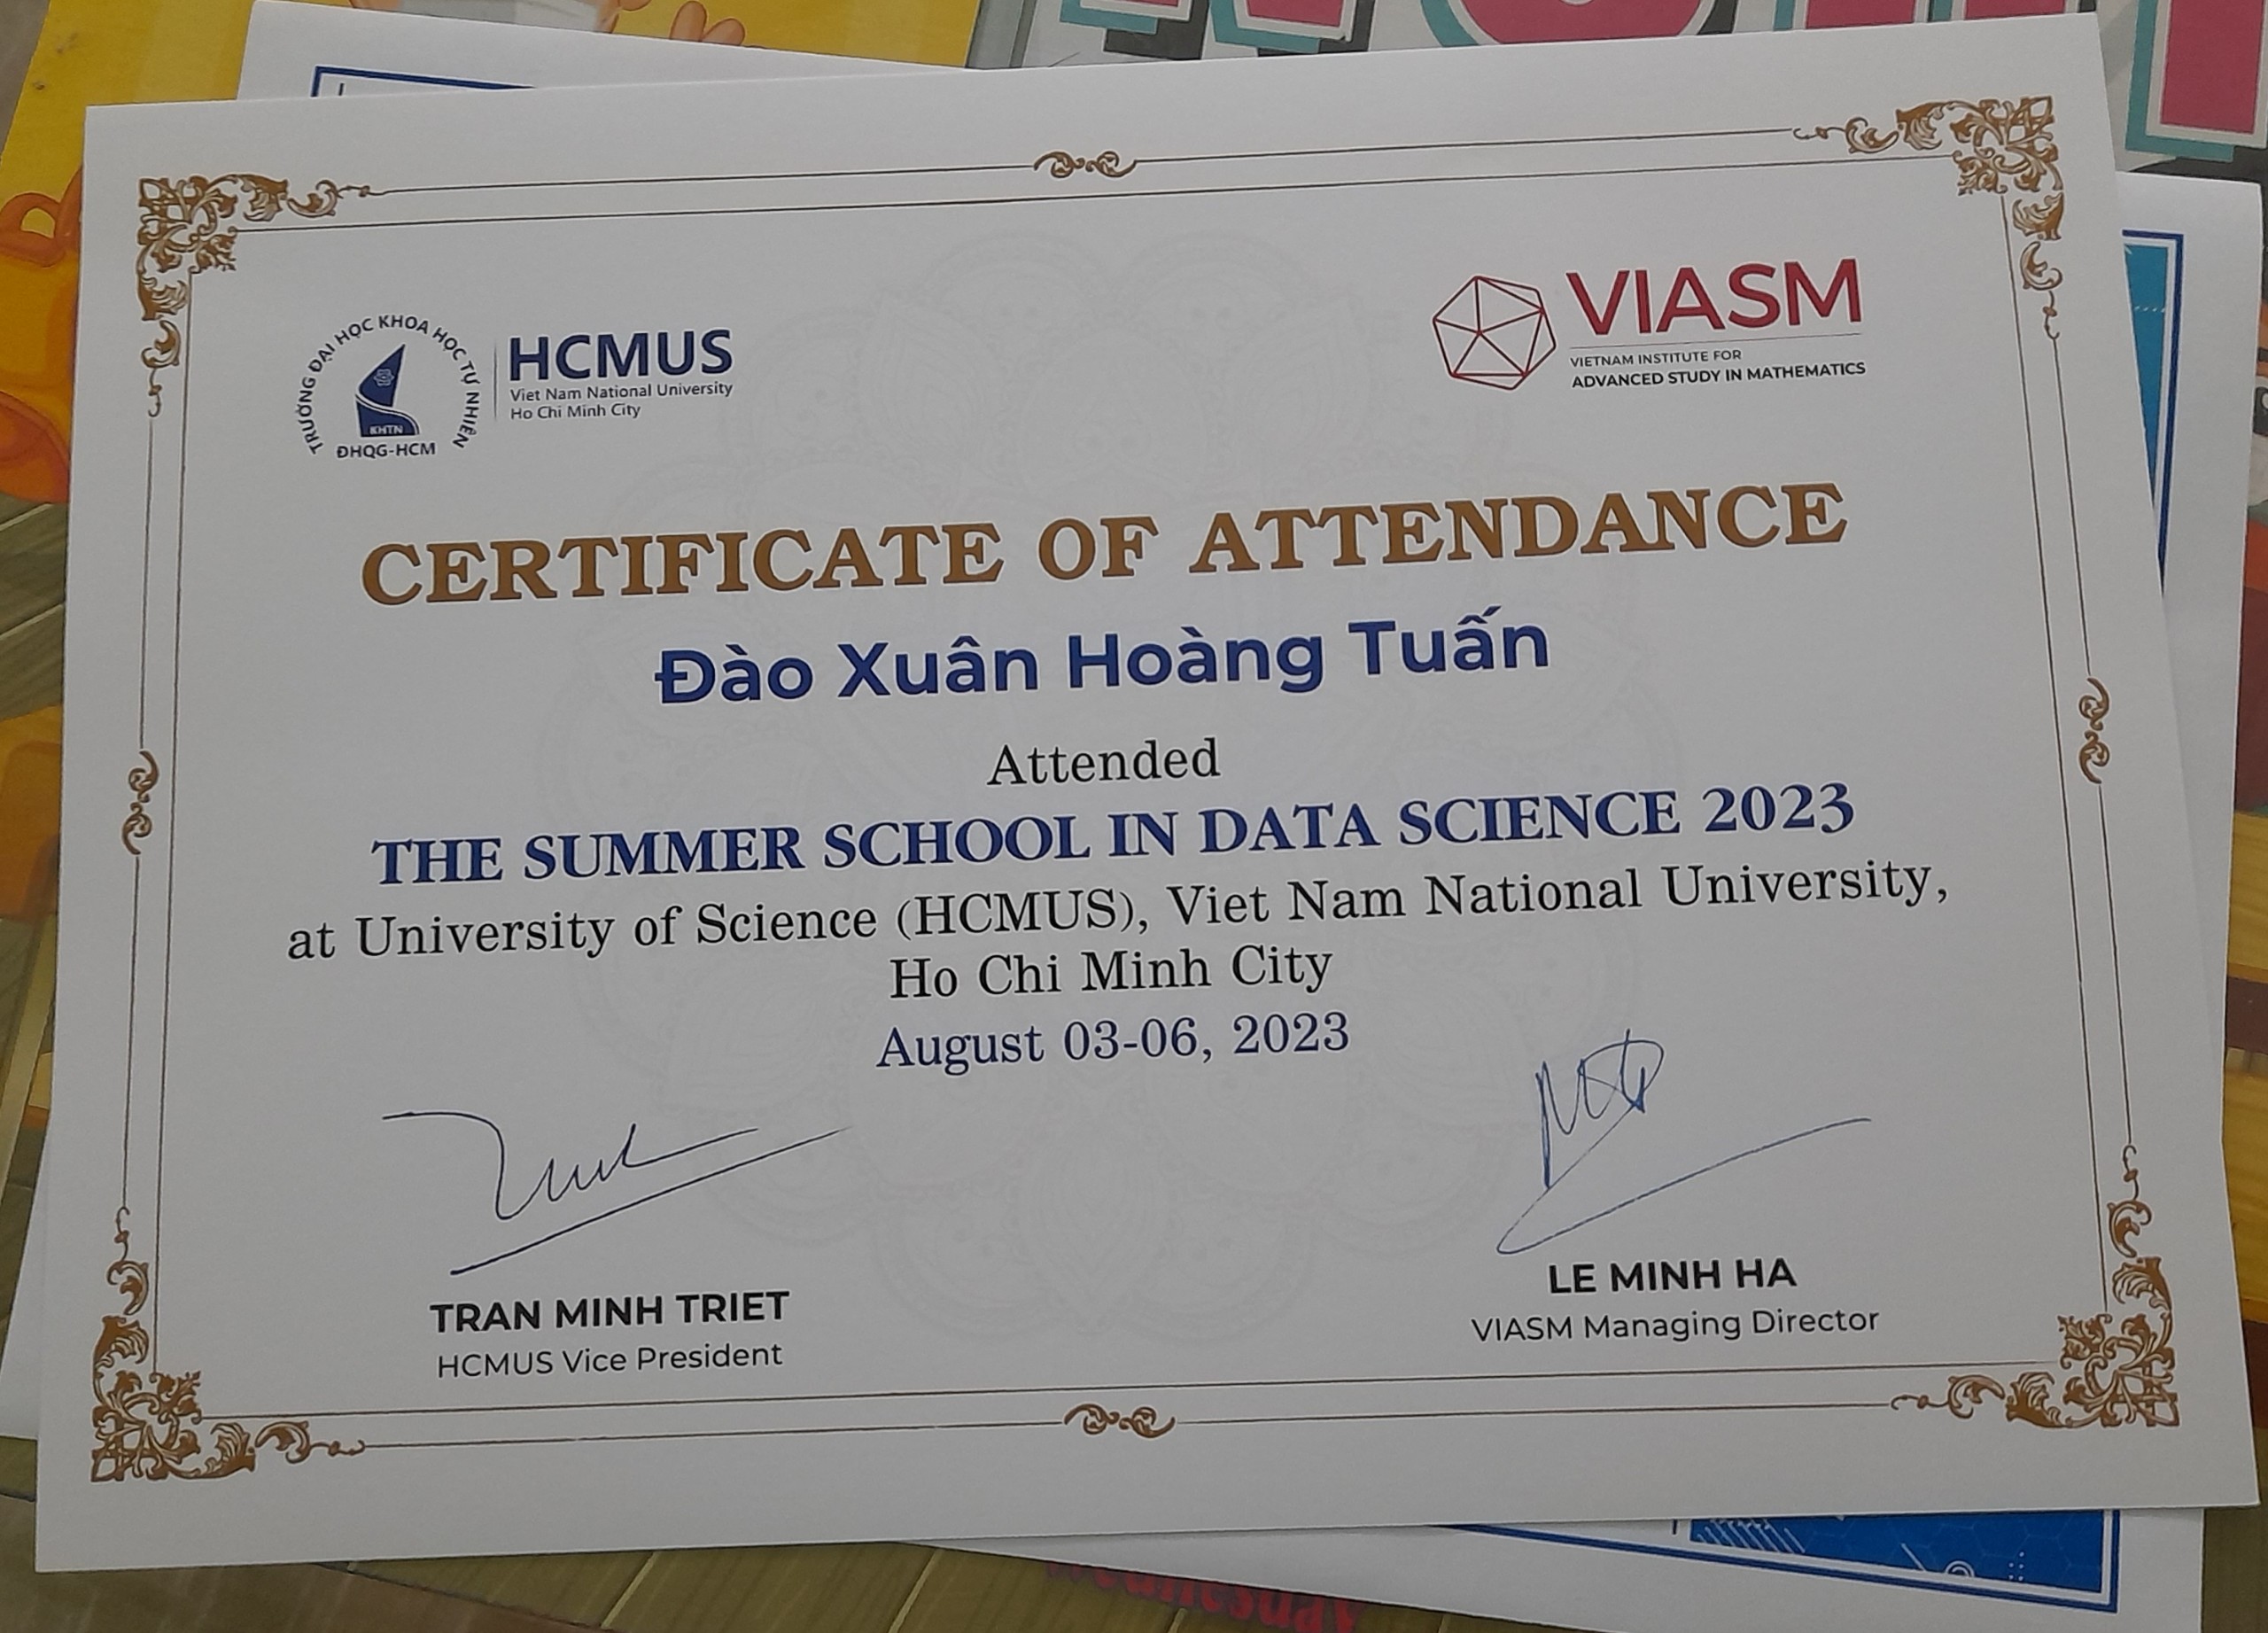 TRƯỜNG ĐẠI HỌC KHOA HỌC TỰ NHIÊN
KHTN
ĐHQG-HCM
HCMUS
Viet Nam National University
Ho Chi Minh City
VIASM
VIETNAM INSTITUTE FOR
ADVANCED STUDY IN MATHEMATICS
CERTIFICATE OF ATTENDANCE
Đào Xuân Hoàng Tuấn
Attended
THE SUMMER SCHOOL IN DATA SCIENCE 2023
at University of Science (HCMUS), Viet Nam National University,
Ho Chi Minh City
August 03-06, 2023
TRAN MINH TRIET
HCMUS Vice President
LE MINH HA
VIASM Managing Director
Wednesday